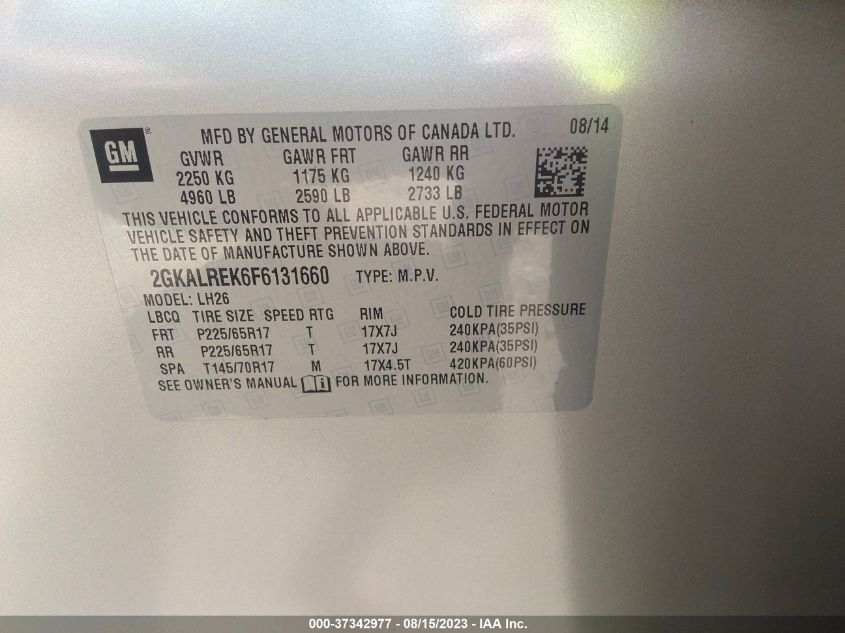 GM ®
MFD BY GENERAL MOTORS OF CANADA LTD. 08/14
GVWR GAWR FRT GAWR RR
2250 KG 1175 KG 1240 KG
4960 LB 2590 LB 2733 LB
THIS VEHICLE CONFORMS TO ALL APPLICABLE U.S. FEDERAL MOTOR
VEHICLE SAFETY AND THEFT PREVENTION STANDARDS IN EFFECT ON
THE DATE OF MANUFACTURE SHOWN ABOVE.
2GKALREK6F6131660 TYPE: M.P.V.
MODEL: LH26
LBCQ TIRE SIZE SPEED RTG RIM COLD TIRE PRESSURE
FRT P225/65R17 T 17X7J 240KPA(35PSI)
RR P225/65R17 T 17X7J 240KPA(35PSI)
SPA T145/70R17 M 17X4.5T 420KPA(60PSI)
SEE OWNER'S MANUAL i FOR MORE INFORMATION.
000-37342977 - 08/15/2023 - IAA Inc.